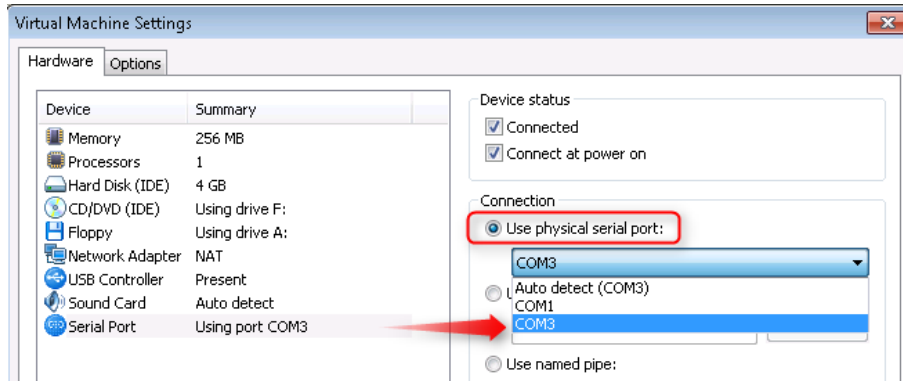 Virtual Machine Settings
Hardware
Options
Device Summary
Memory 256 MB
Processors 1
Hard Disk (IDE) 4 GB
CD/DVD (IDE) Using drive F:
Floppy Using drive A:
Network Adapter NAT
USB Controller Present
Sound Card Auto detect
Serial Port Using port COM3
Device status
Connected
Connect at power on
Connection
Use physical serial port:
COM3
Auto detect (COM3)
COM1
COM3
Use named pipe: